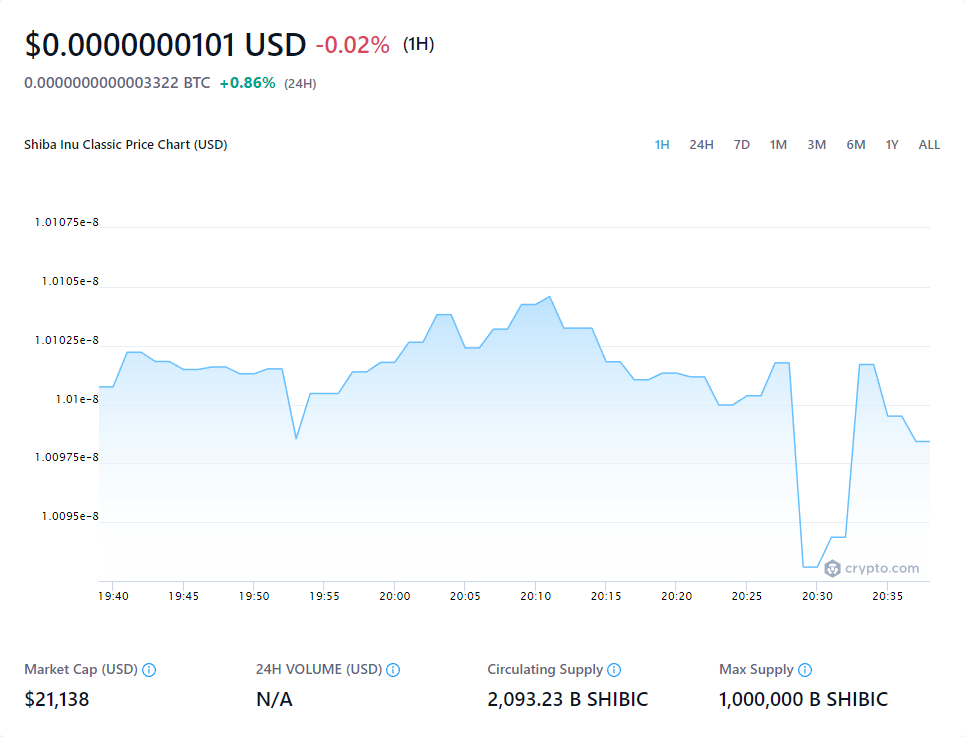 $0.0000000101 USD -0.02% (1H)
0.0000000000003322 BTC +0.86% (24H)
Shiba Inu Classic Price Chart (USD) 1H 24H 7D 1M 3M 6M 1Y ALL
1.01075e-8
1.0105e-8
1.01025e-8
1.01e-8
1.00975e-8
1.0095e-8
crypto.com
19:40 19:45 19:50 19:55 20:00 20:05 20:10 20:15 20:20 20:25 20:30 20:35
Market Cap (USD) 24H VOLUME (USD) Circulating Supply Max Supply
$21,138 N/A 2,093.23 B SHIBIC 1,000,000 B SHIBIC